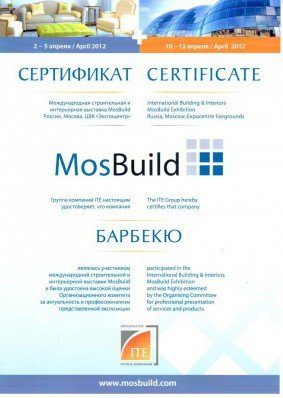 2 – 5 апреля / April 2012
10 – 13 апреля / April 2012
СЕРТИФИКАТ
CERTIFICATE
Международная строительная и
интерьерная выставка MosBuild
Россия, Москва, ЦВК «Экспоцентр»
International Building & Interiors
MosBuild Exhibition
Russia, Moscow, Expocentre Fairgrounds
MosBuild
Группа компаний ITE настоящим
удостоверяет, что компания
The ITE Group hereby
certifies that company
БАРБЕКЮ
являлась участником
международной строительной и
интерьерной выставки MosBuild
и была удостоена высокой оценки
Организационного комитета
за актуальность и профессионализм
представленной экспозиции
participated in the
International Building & Interiors
MosBuild Exhibition
and was highly esteemed
by the Organising Committee
for professional presentation
of services and products
ОРГАНИЗАТОР
ITE
ГРУППА КОМПАНИЙ
www.mosbuild.com